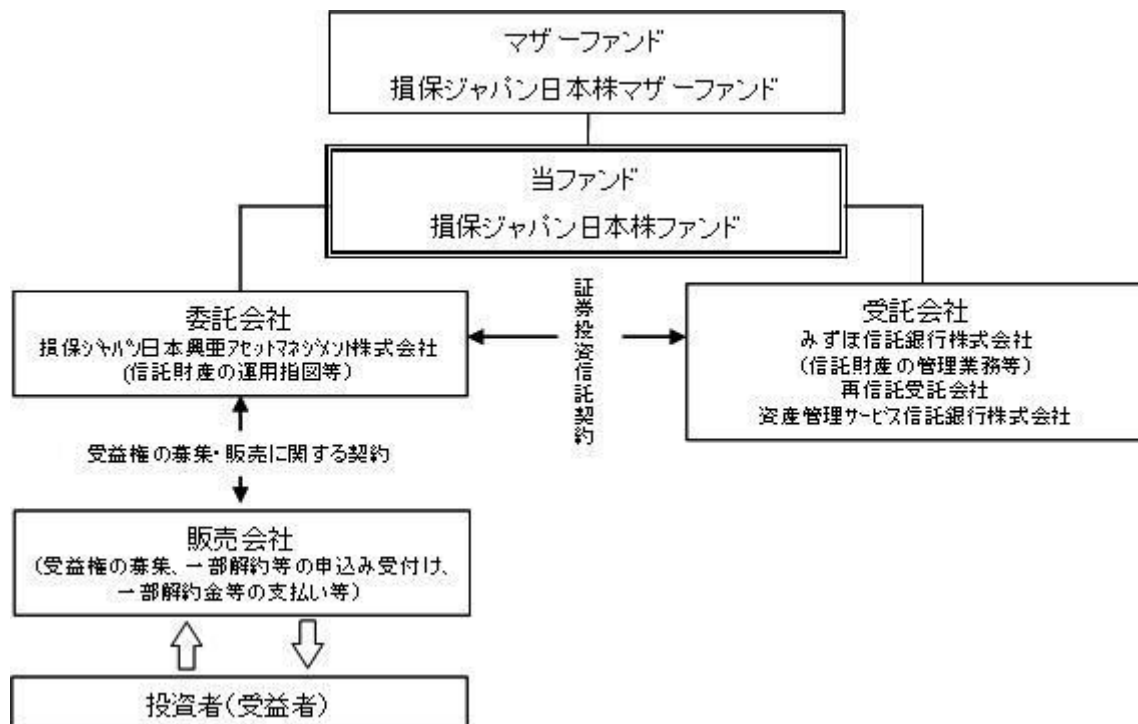 マザーファンド
損保ジャパン日本株マザーファンド
当ファンド
損保ジャパン日本株ファンド
証券投資信託契約
委託会社
損保ｼﾞｬﾊﾟﾝ日本興亜ｱｾｯﾄﾏﾈｼﾞﾒﾝﾄ株式会社
(信託財産の運用指図等)
受託会社
みずほ信託銀行株式会社
(信託財産の管理業務等)
再信託受託会社
資産管理ｻｰﾋﾞｽ信託銀行株式会社
受益権の募集・販売に関する契約
販売会社
(受益権の募集、一部解約等の申込み受付け、
一部解約金等の支払い等)
投資者(受益者)